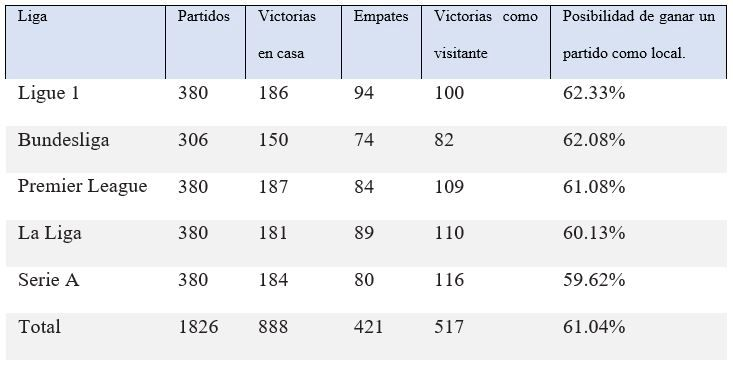 Liga Partidos Victorias en casa Empates Victorias como visitante Posibilidad de ganar un partido como local.
Ligue 1 380 186 94 100 62.33%
Bundesliga 306 150 74 82 62.08%
Premier League 380 187 84 109 61.08%
La Liga 380 181 89 110 60.13%
Serie A 380 184 80 116 59.62%
Total 1826 888 421 517 61.04%